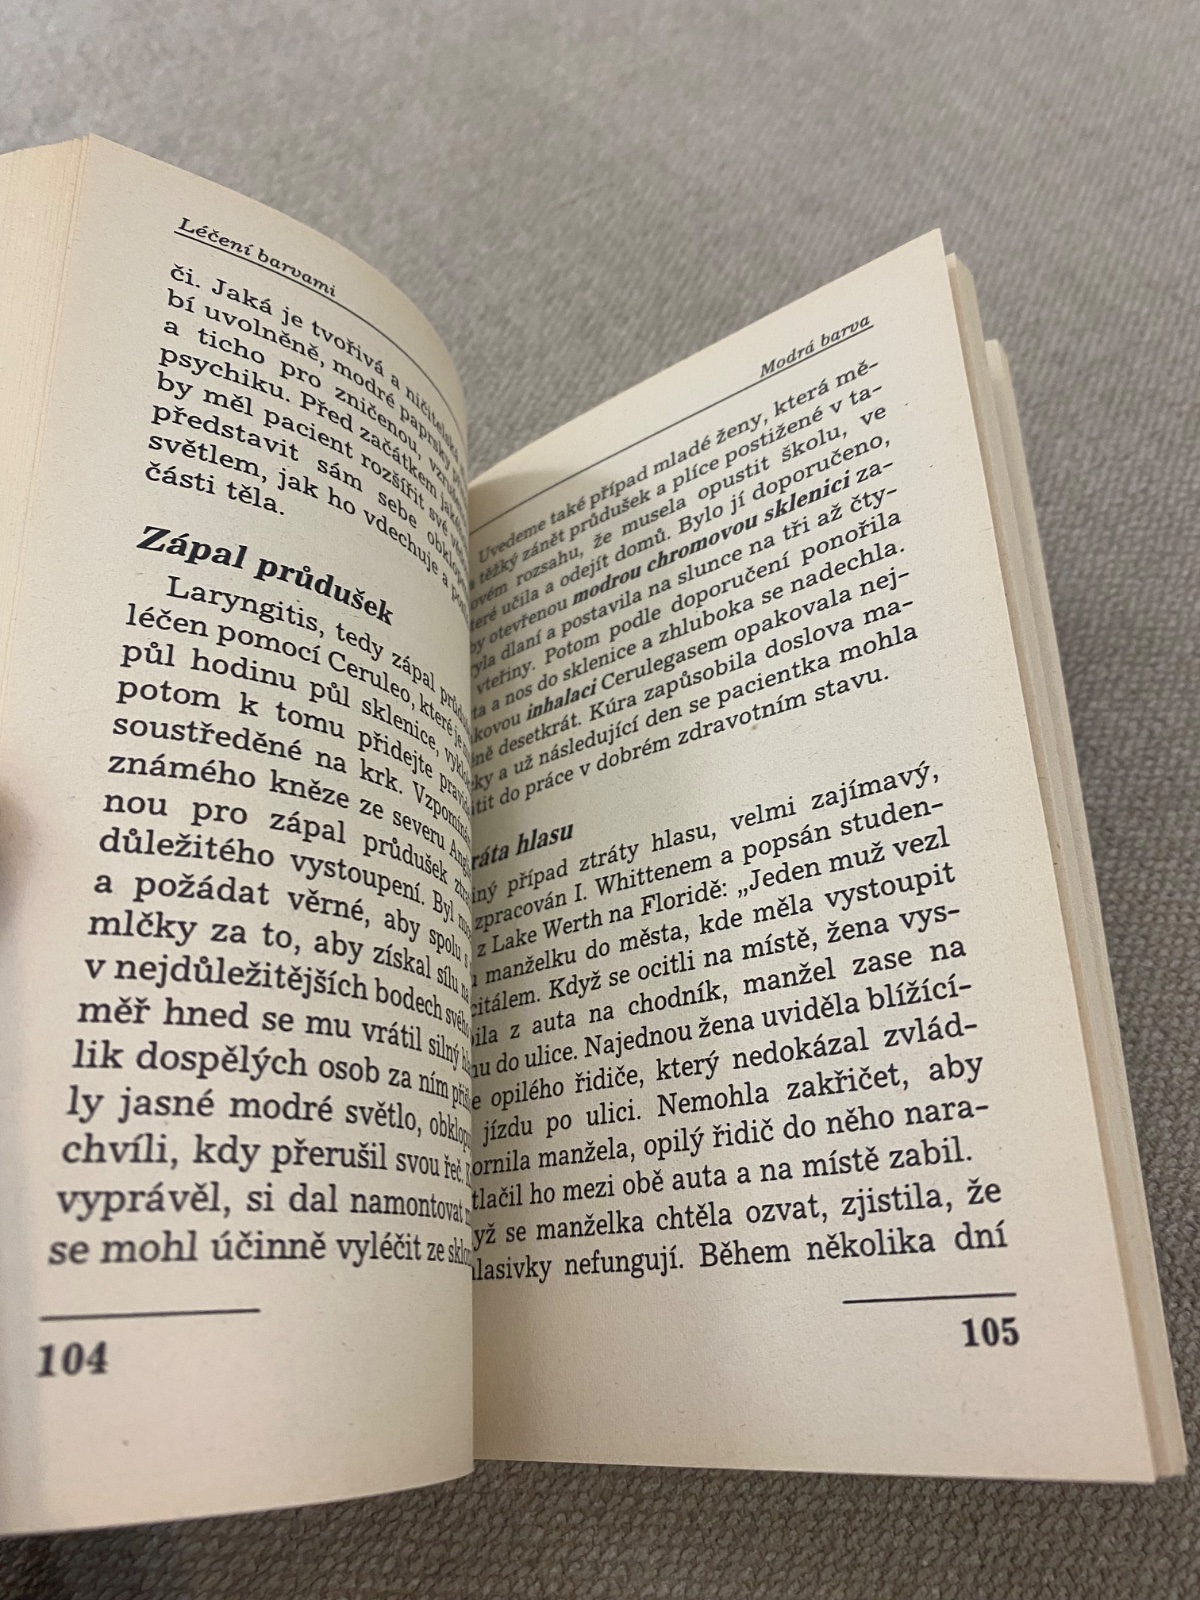 Léčení barvami
či. Jaká je tvořivá a ničitelská
bí uvolněně, modré paprsky
a ticho pro zničenou,
psychiku. Před začátkem
by měl pacient rozšířit své
představit sám sebe
světlem, jak ho vdechuje a
části těla.
Zápal průdušek
Laryngitis, tedy zápal
léčen pomocí Ceruleo, které je
půl hodinu půl sklenice,
potom k tomu přidejte
soustředěné na krk.
známého kněze ze severu
nou pro zápal průdušek
důležitého vystoupení. Byl
a požádat věrné, aby spolu s
mlčky za to, aby získal sílu
v nejdůležitějších bodech
měř hned se mu vrátil silný
lik dospělých osob za ním
ly jasné modré světlo,
chvíli, kdy přerušil svou řeč.
vyprávěl, si dal namontovat
se mohl účinně vyléčit ze
104
Modrá barva
Uvedeme také případ mladé ženy, která mě-
těžký zánět průdušek a plíce postižené v ta-
rozsahu, že musela opustit školu, ve
učila a odejít domů. Bylo jí doporučeno,
otevřenou modrou chromovou sklenici za-
dlaní a postavila na slunce na tři až čty-
vteřiny. Potom podle doporučení ponořila
a nos do sklenice a zhluboka se nadechla.
inhalaci Cerulegasem opakovala nej-
desetkrát. Kúra zapůsobila doslova ma-
a už následující den se pacientka mohla
do práce v dobrém zdravotním stavu.
hlasu
případ ztráty hlasu, velmi zajímavý,
zpracován I. Whittenem a popsán studen-
z Lake Werth na Floridě: „Jeden muž vezl
manželku do města, kde měla vystoupit
Když se ocitli na místě, žena vys-
z auta na chodník, manžel zase na
do ulice. Najednou žena uviděla blížící-
opilého řidiče, který nedokázal zvlád-
jízdu po ulici. Nemohla zakřičet, aby
manžela, opilý řidič do něho nara-
ho mezi obě auta a na místě zabil.
se manželka chtěla ozvat, zjistila, že
nefungují. Během několika dní
105